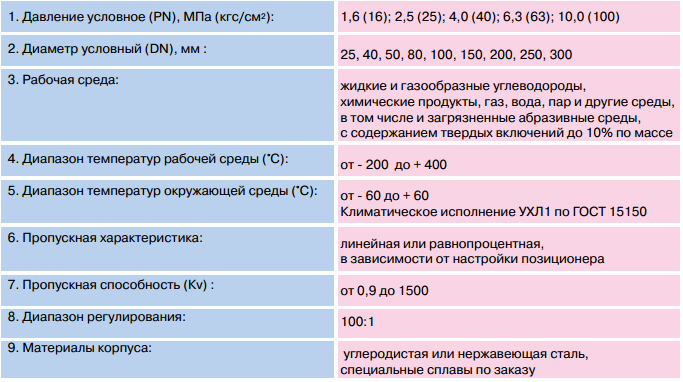 1. Давление условное (PN), МПа (кгс/см²): 1,6 (16); 2,5 (25); 4,0 (40); 6,3 (63); 10,0 (100)
2. Диаметр условный (DN), мм : 25, 40, 50, 80, 100, 150, 200, 250, 300
3. Рабочая среда: жидкие и газообразные углеводороды,
химические продукты, газ, вода, пар и другие среды,
в том числе и загрязненные абразивные среды,
с содержанием твердых включений до 10% по массе
4. Диапазон температур рабочей среды (°С): от - 200 до + 400
5. Диапазон температур окружающей среды (°С): от - 60 до + 60
Климатическое исполнение УХЛ1 по ГОСТ 15150
6. Пропускная характеристика: линейная или равнопроцентная,
в зависимости от настройки позиционера
7. Пропускная способность (Kv) : от 0,9 до 1500
8. Диапазон регулирования: 100:1
9. Материалы корпуса: углеродистая или нержавеющая сталь,
специальные сплавы по заказу